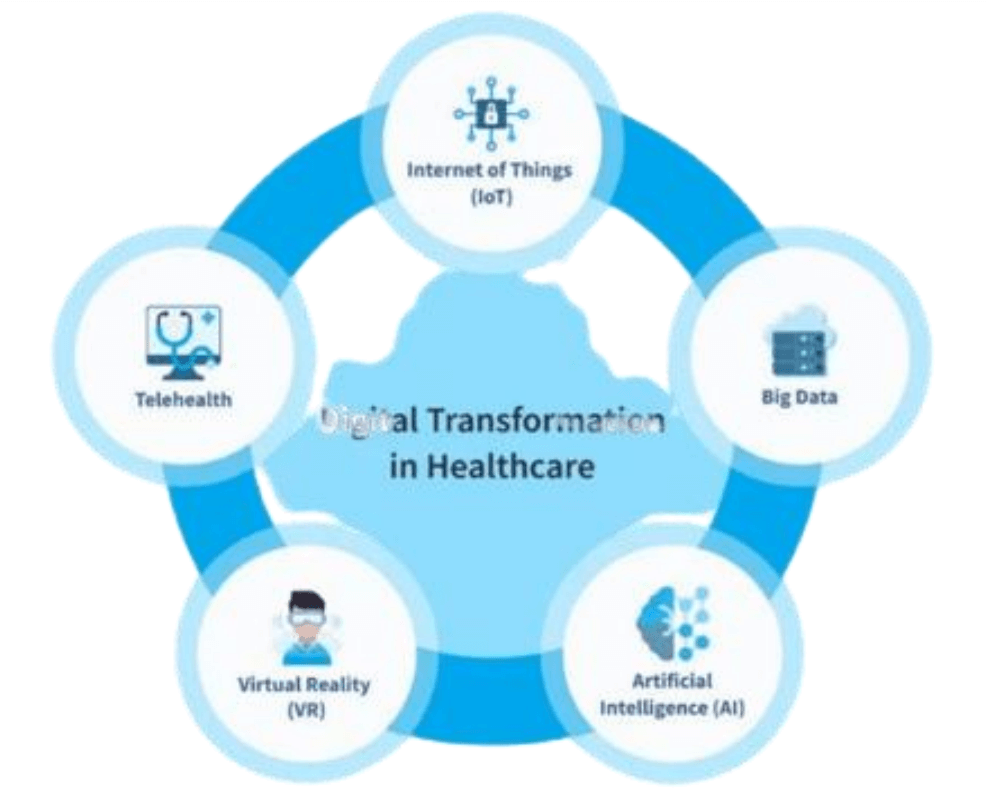 Internet of Things
(IoT)
Telehealth
Big Data
Digital Transformation
in Healthcare
Virtual Reality
(VR)
Artificial
Intelligence (AI)